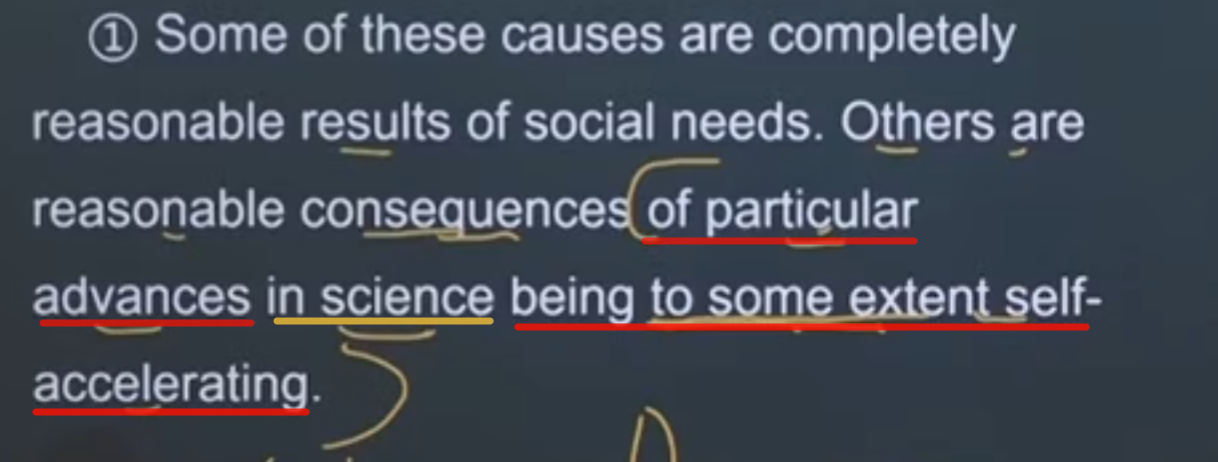 ① Some of these causes are completely
reasonable results of social needs. Others are
reasonable consequences of particular
advances in science being to some extent self-
accelerating.